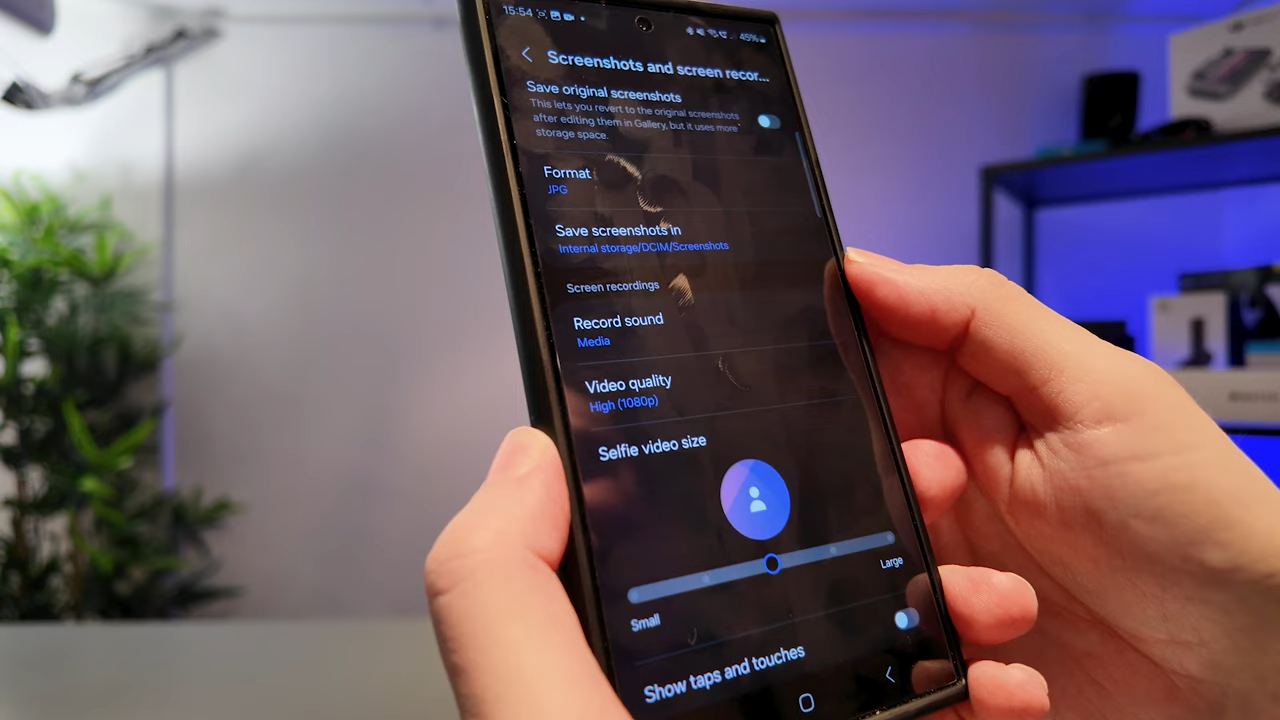 15:54
45%
Screenshots and screen recor...
Save original screenshots
This lets you revert to the original screenshots
after editing them in Gallery, but it uses more
storage space.
Format
JPG
Save screenshots in
Internal storage/DCIM/Screenshots
Screen recordings
Record sound
Media
Video quality
High (1080p)
Selfie video size
Small
Large
Show taps and touches